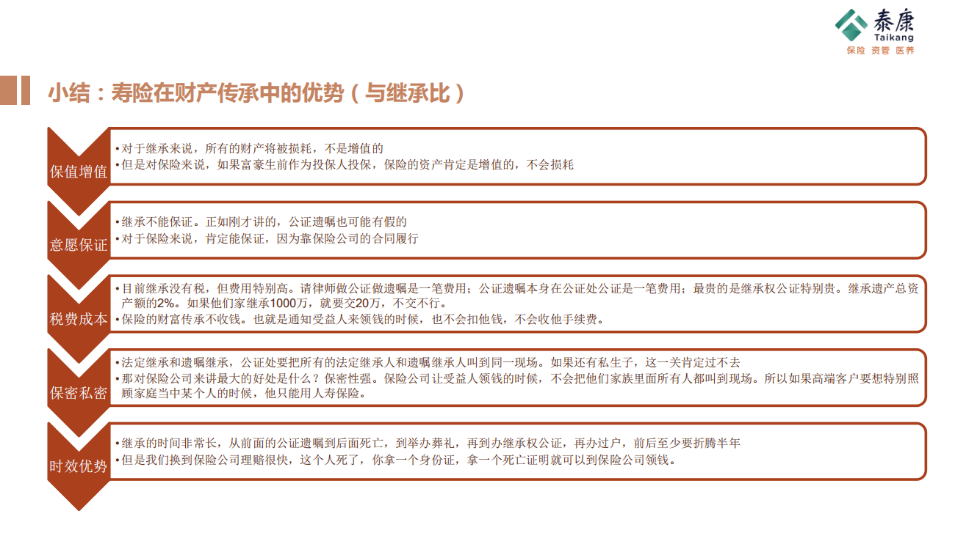 泰康
Taikang
保险 资管 医养
小结：寿险在财产传承中的优势（与继承比）
保值增值
•对于继承来说，所有的财产将被损耗，不是增值的
•但是对保险来说，如果富豪生前作为投保人投保，保险的资产肯定是增值的，不会损耗
意愿保证
•继承不能保证。正如刚才讲的，公证遗嘱也可能有假的
•对于保险来说，肯定能保证，因为靠保险公司的合同履行
税费成本
•目前继承没有税，但费用特别高。请律师做公证做遗嘱是一笔费用；公证遗嘱本身在公证处公证是一笔费用；最贵的是继承权公证特别贵。继承遗产总资
产额的2%。如果他们家继承1000万，就要交20万，不交不行。
•保险的财富传承不收钱。也就是通知受益人来领钱的时候，也不会扣他钱，不会收他手续费。
保密私密
•法定继承和遗嘱继承，公证处要把所有的法定继承人和遗嘱继承人叫到同一现场。如果还有私生子，这一关肯定过不去
•那对保险公司来讲最大的好处是什么？保密性强。保险公司让受益人领钱的时候，不会把他们家族里面所有人都叫到现场。所以如果高端客户要想特别照
顾家庭当中某个人的时候，他只能用人寿保险。
时效优势
•继承的时间非常长，从前面的公证遗嘱到后面死亡，到举办葬礼，再到办继承权公证，再办过户，前后至少要折腾半年
•但是我们换到保险公司理赔很快，这个人死了，你拿一个身份证，拿一个死亡证明就可以到保险公司领钱。